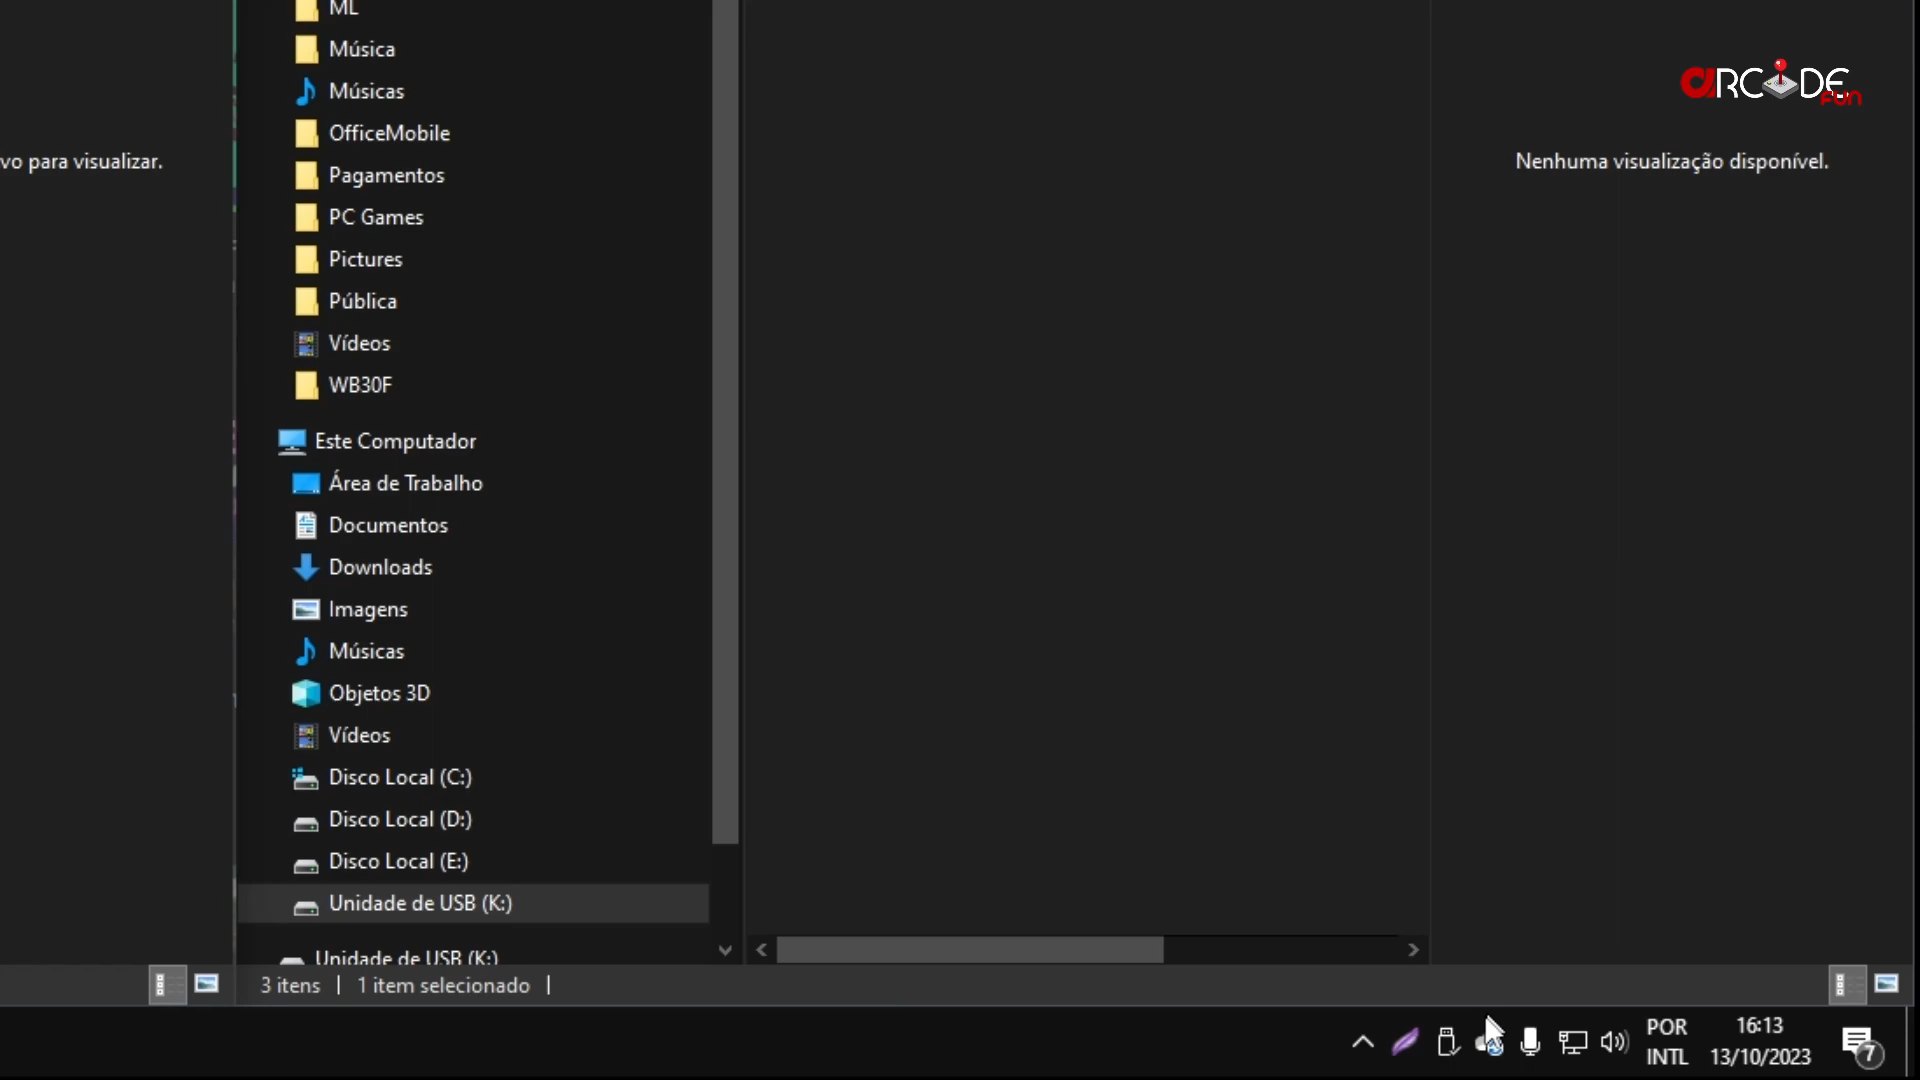 ML
Música
Músicas
OfficeMobile
Pagamentos
PC Games
Pictures
Pública
Vídeos
WB30F
Este Computador
Área de Trabalho
Documentos
Downloads
Imagens
Músicas
Objetos 3D
Vídeos
Disco Local (C:)
Disco Local (D:)
Disco Local (E:)
Unidade de USB (K:)
Unidade de USB (K:)
vo para visualizar.
ARCADE
FUN
Nenhuma visualização disponível.
3 itens
1 item selecionado
POR
INTL
16:13
13/10/2023
7